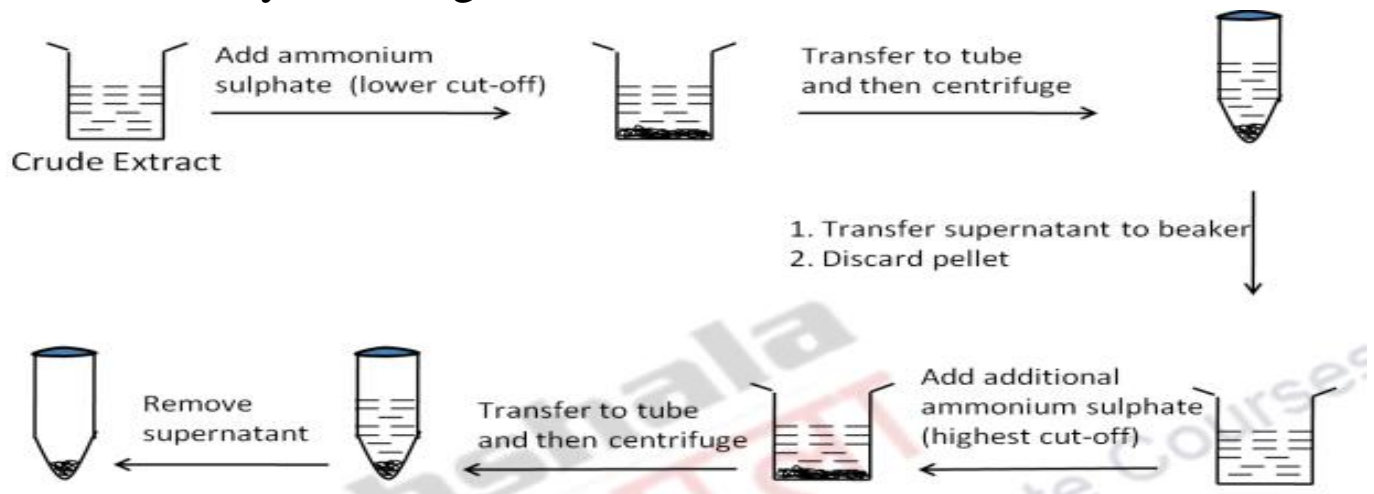 Add ammonium
sulphate (lower cut-off)
Transfer to tube
and then centrifuge
Crude Extract
1. Transfer supernatant to beaker
2. Discard pellet
Add additional
ammonium sulphate
(highest cut-off)
Transfer to tube
and then centrifuge
Remove
supernatant
Courses